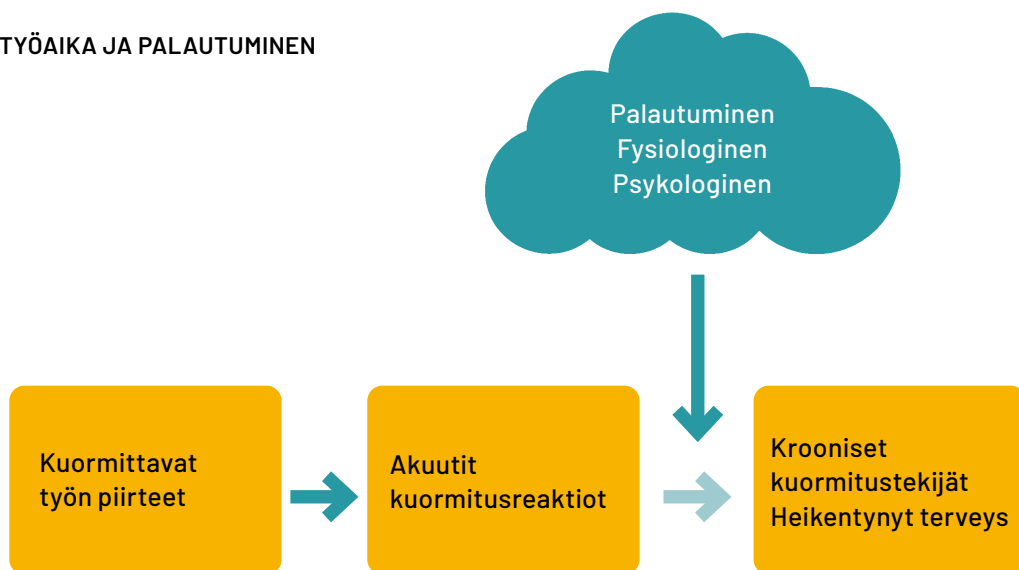 TYÖAIKA JA PALAUTUMINEN
Palautuminen
Fysiologinen
Psykologinen
Kuormittavat
työn piirteet
Akuutit
kuormitusreaktiot
Krooniset
kuormitustekijät
Heikentynyt terveys